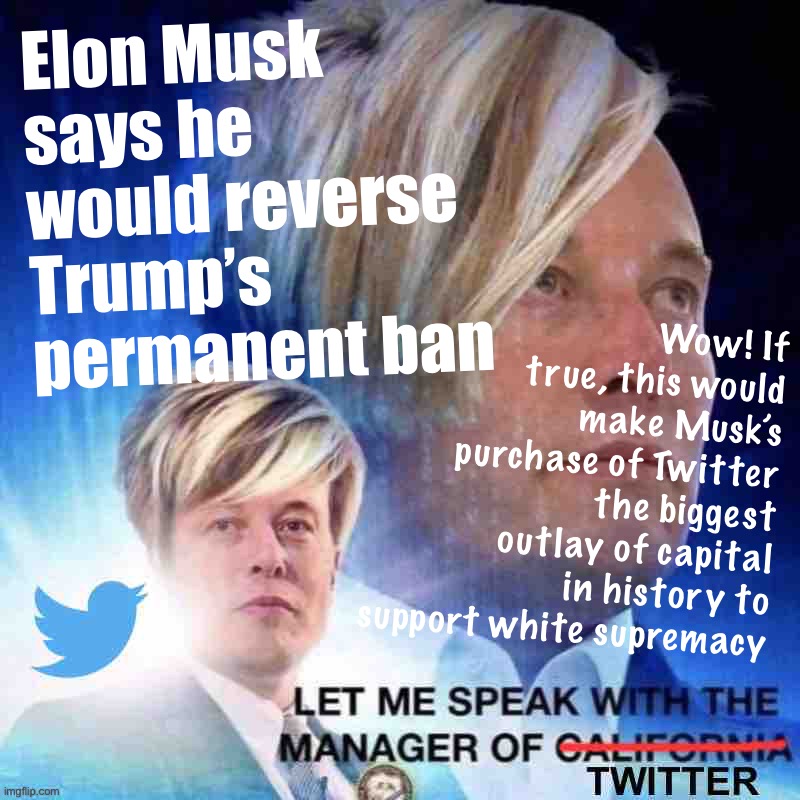 Elon Musk
says he
would reverse
Trump’s
permanent ban
Wow! If
true, this would
make Musk’s
purchase of Twitter
the biggest
outlay of capital
in history to
support white supremacy
LET ME SPEAK WITH THE
MANAGER OF CALIFORNIA
TWITTER
imgflip.com